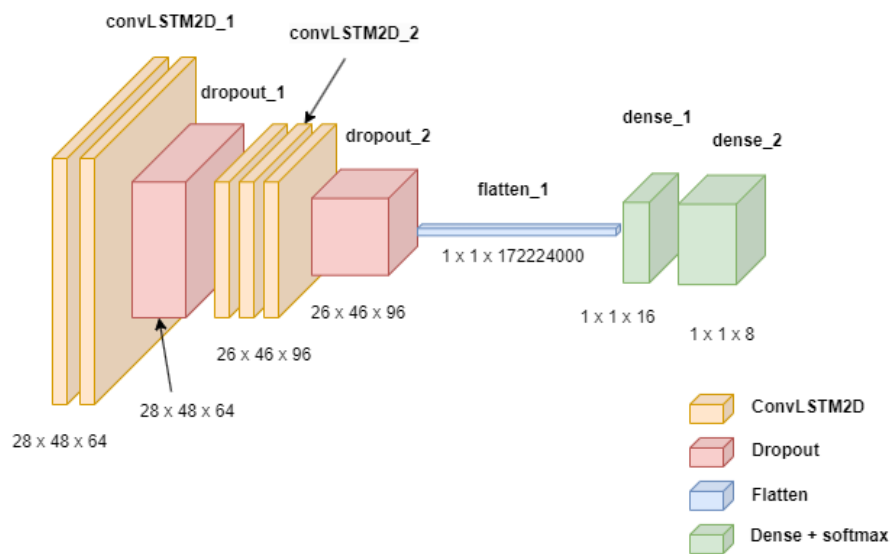 convLSTM2D_1
convLSTM2D_2
dropout_1
dropout_2
dense_1
dense_2
flatten_1
1 x 1 x 172224000
26 x 46 x 96
1 x 1 x 16
1 x 1 x 8
26 x 46 x 96
28 x 48 x 64
28 x 48 x 64
ConvLSTM2D
Dropout
Flatten
Dense + softmax